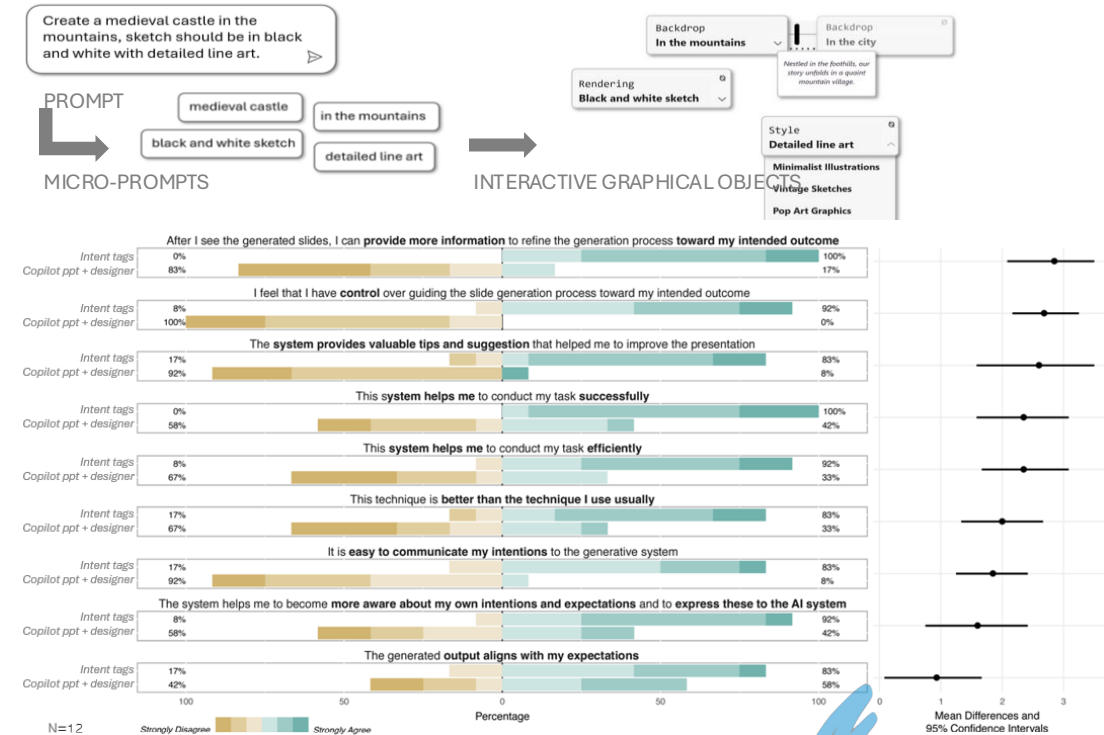 Create a medieval castle in the
mountains, sketch should be in black
and white with detailed line art.
PROMPT
medieval castle
in the mountains
black and white sketch
detailed line art
MICRO-PROMPTS
Backdrop
In the mountains
Backdrop
In the city
Nestled in the foothills, our
story unfolds in a quaint
mountain village.
Rendering
Black and white sketch
Style
Detailed line art
Minimalist Illustrations
Vintage Sketches
Pop Art Graphics
INTERACTIVE GRAPHICAL OBJECTS
After I see the generated slides, I can provide more information to refine the generation process toward my intended outcome
Intent tags 0% 100%
Copilot ppt + designer 83% 17%
I feel that I have control over guiding the slide generation process toward my intended outcome
Intent tags 8% 92%
Copilot ppt + designer 100% 0%
The system provides valuable tips and suggestion that helped me to improve the presentation
Intent tags 17% 83%
Copilot ppt + designer 92% 8%
This system helps me to conduct my task successfully
Intent tags 0% 100%
Copilot ppt + designer 58% 42%
This system helps me to conduct my task efficiently
Intent tags 8% 92%
Copilot ppt + designer 67% 33%
This technique is better than the technique I use usually
Intent tags 17% 83%
Copilot ppt + designer 67% 33%
It is easy to communicate my intentions to the generative system
Intent tags 17% 83%
Copilot ppt + designer 92% 8%
The system helps me to become more aware about my own intentions and expectations and to express these to the AI system
Intent tags 8% 92%
Copilot ppt + designer 58% 42%
The generated output aligns with my expectations
Intent tags 17% 83%
Copilot ppt + designer 42% 58%
100 50 0 50 100 0 1 2 3
Percentage
Mean Differences and
95% Confidence Intervals
N=12
Strongly Disagree Strongly Agree